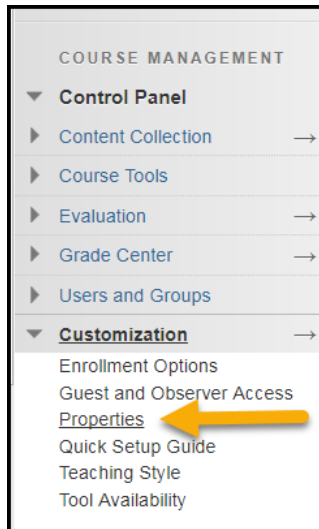 COURSE MANAGEMENT
Control Panel
Content Collection
Course Tools
Evaluation
Grade Center
Users and Groups
Customization
Enrollment Options
Guest and Observer Access
Properties
Quick Setup Guide
Teaching Style
Tool Availability